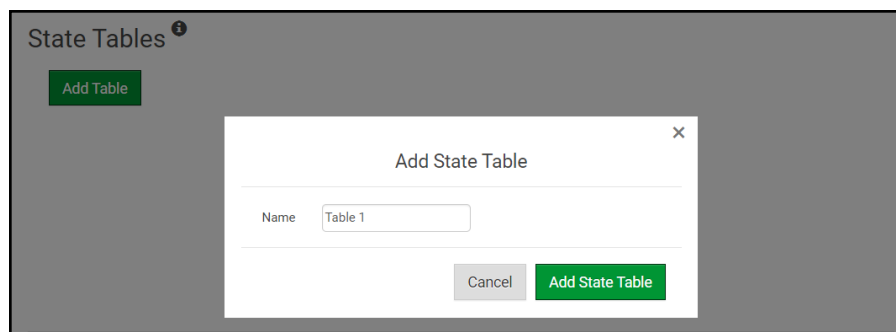 State Tables
Add Table
Add State Table
Name Table 1
Cancel Add State Table